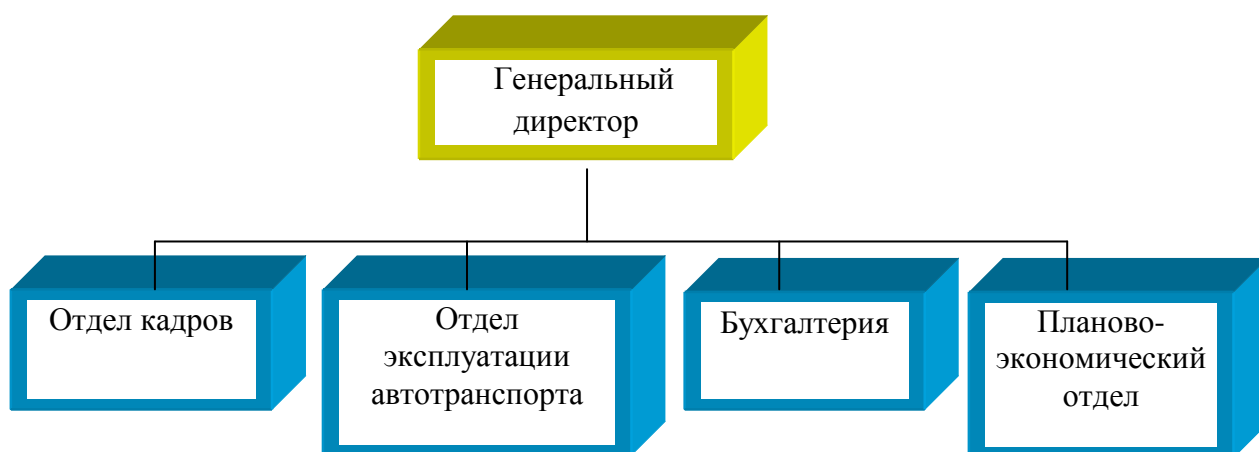 Генеральный
директор
Отдел кадров
Отдел
эксплуатации
автотранспорта
Бухгалтерия
Планово-
экономический
отдел